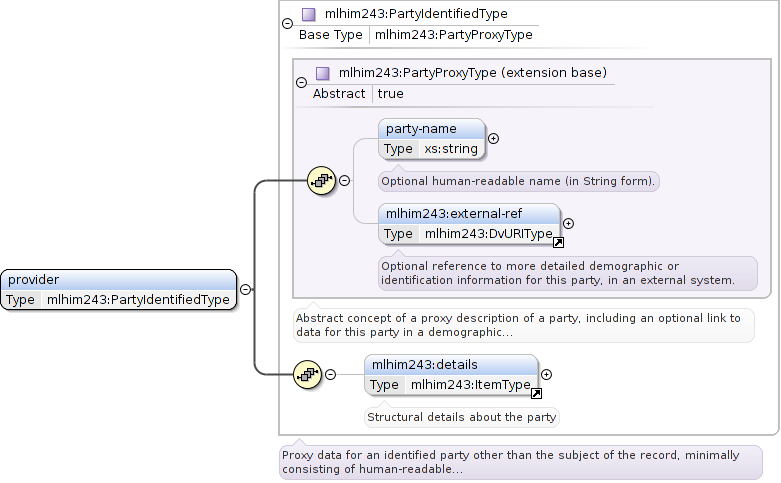 mlhim243:PartyIdentifiedType
Base Type mlhim243:PartyProxyType
mlhim243:PartyProxyType (extension base)
Abstract true
party-name
Type xs:string
Optional human-readable name (in String form).
mlhim243:external-ref
Type mlhim243:DvURIType
Optional reference to more detailed demographic or
identification information for this party, in an external system.
provider
Type mlhim243:PartyIdentifiedType
Abstract concept of a proxy description of a party, including an optional link to
data for this party in a demographic...
mlhim243:details
Type mlhim243:ItemType
Structural details about the party
Proxy data for an identified party other than the subject of the record, minimally
consisting of human-readable...